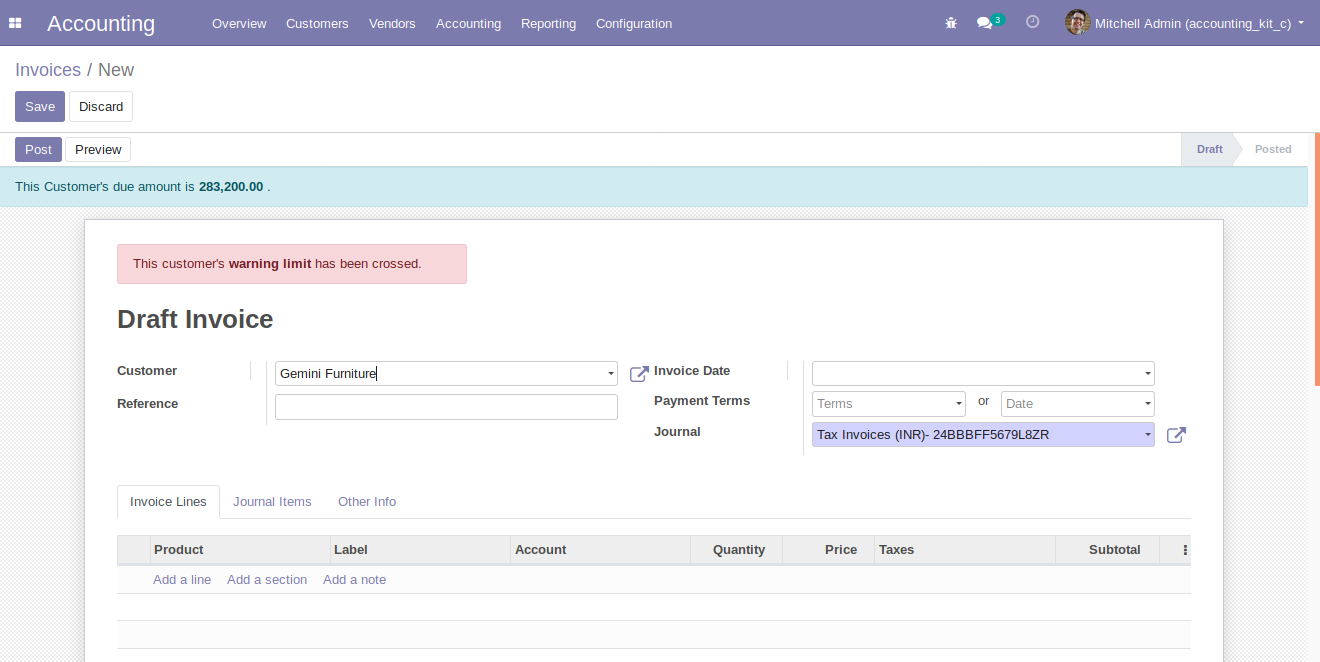 Accounting Overview Customers Vendors Accounting Reporting Configuration 3 Mitchell Admin (accounting_kit_c)
Invoices / New
Save Discard
Post Preview Draft Posted
This Customer's due amount is 283,200.00 .
This customer's warning limit has been crossed.
Draft Invoice
Customer Gemini Furniture Invoice Date
Reference Payment Terms Terms or Date
Journal Tax Invoices (INR)- 24BBBFF5679L8ZR
Invoice Lines Journal Items Other Info
Product Label Account Quantity Price Taxes Subtotal
Add a line Add a section Add a note